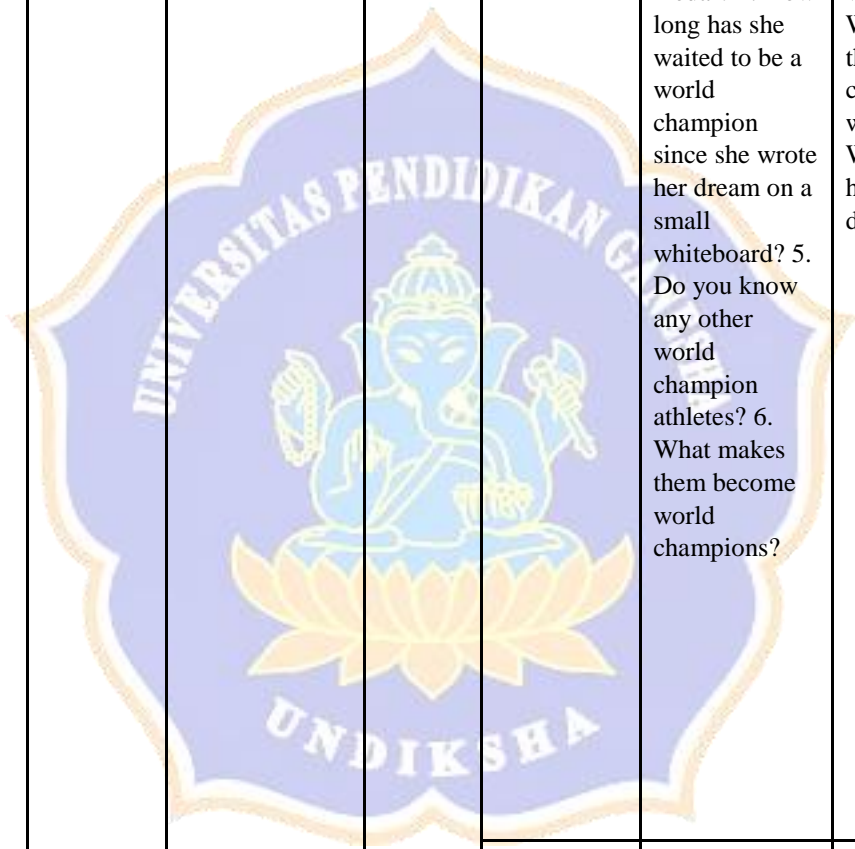 long has she
waited to be a
world
champion
since she wrote
her dream on a
small
whiteboard? 5.
Do you know
any other
world
champion
athletes? 6.
What makes
them become
world
champions?
UNIVERSITAS PENDIDIKAN
UNDIKSHA